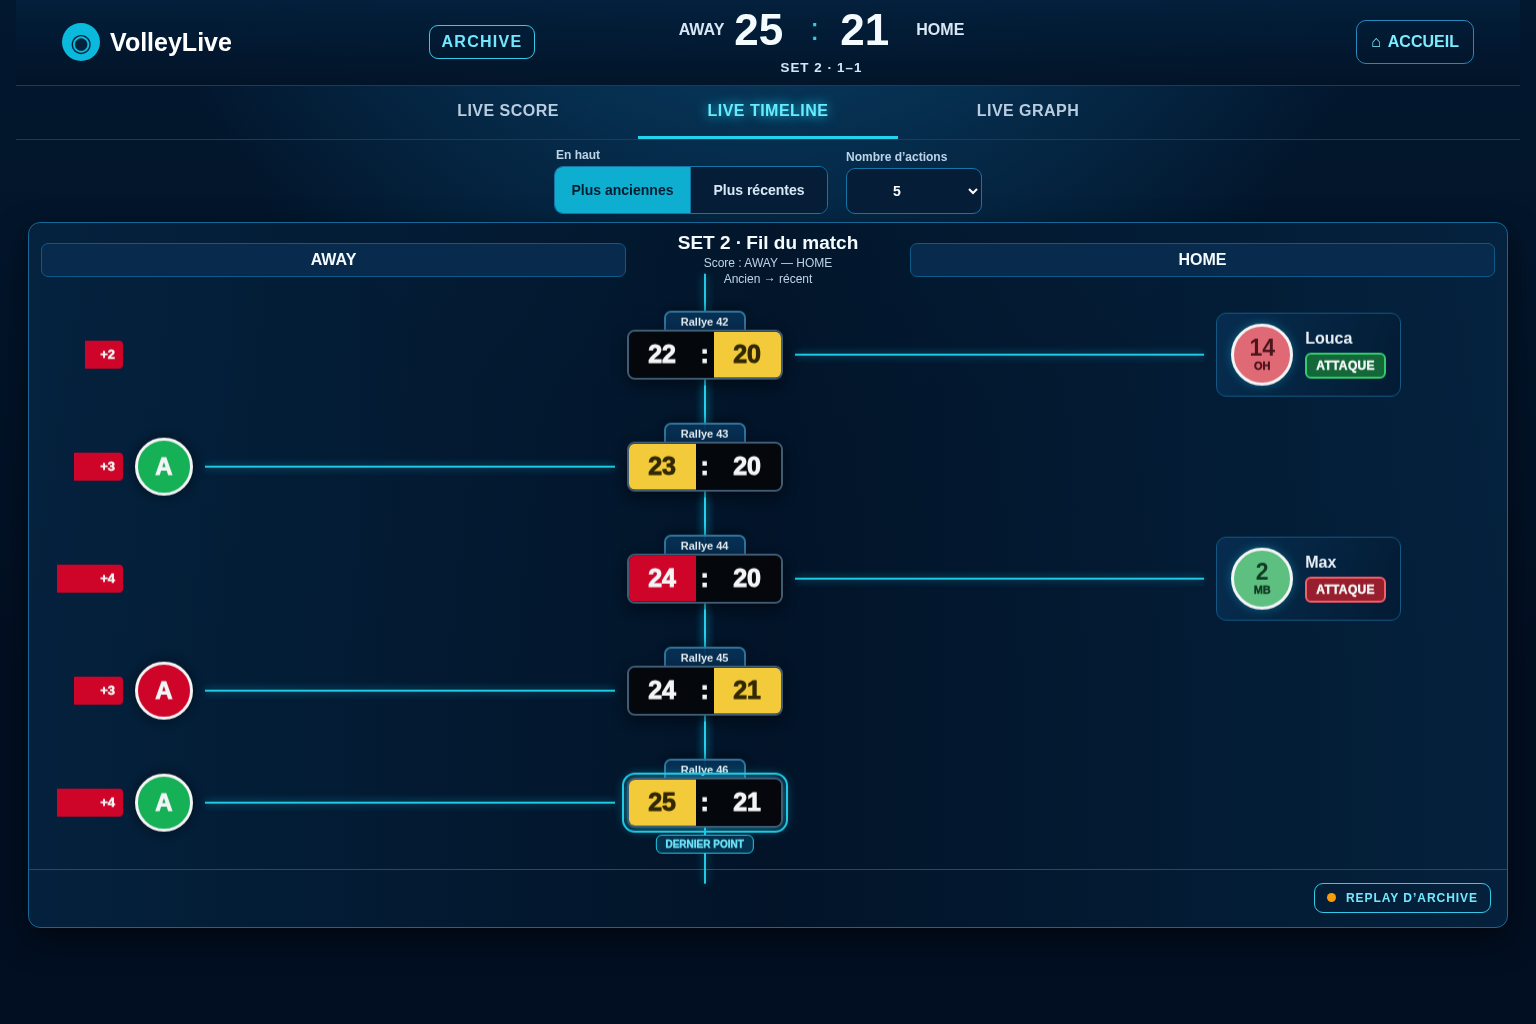 VolleyLive
ARCHIVE
AWAY 25 : 21 HOME
SET 2 · 1–1
⌂ ACCUEIL
LIVE SCORE
LIVE TIMELINE
LIVE GRAPH
En haut
Plus anciennes
Plus récentes
Nombre d’actions
5
AWAY
SET 2 · Fil du match
Score : AWAY — HOME
Ancien → récent
HOME
Rallye 42
+2
22 : 20
14
OH
Louca
ATTAQUE
Rallye 43
+3
A
23 : 20
Rallye 44
+4
24 : 20
2
MB
Max
ATTAQUE
Rallye 45
+3
A
24 : 21
Rallye 46
+4
A
25 : 21
DERNIER POINT
REPLAY D’ARCHIVE